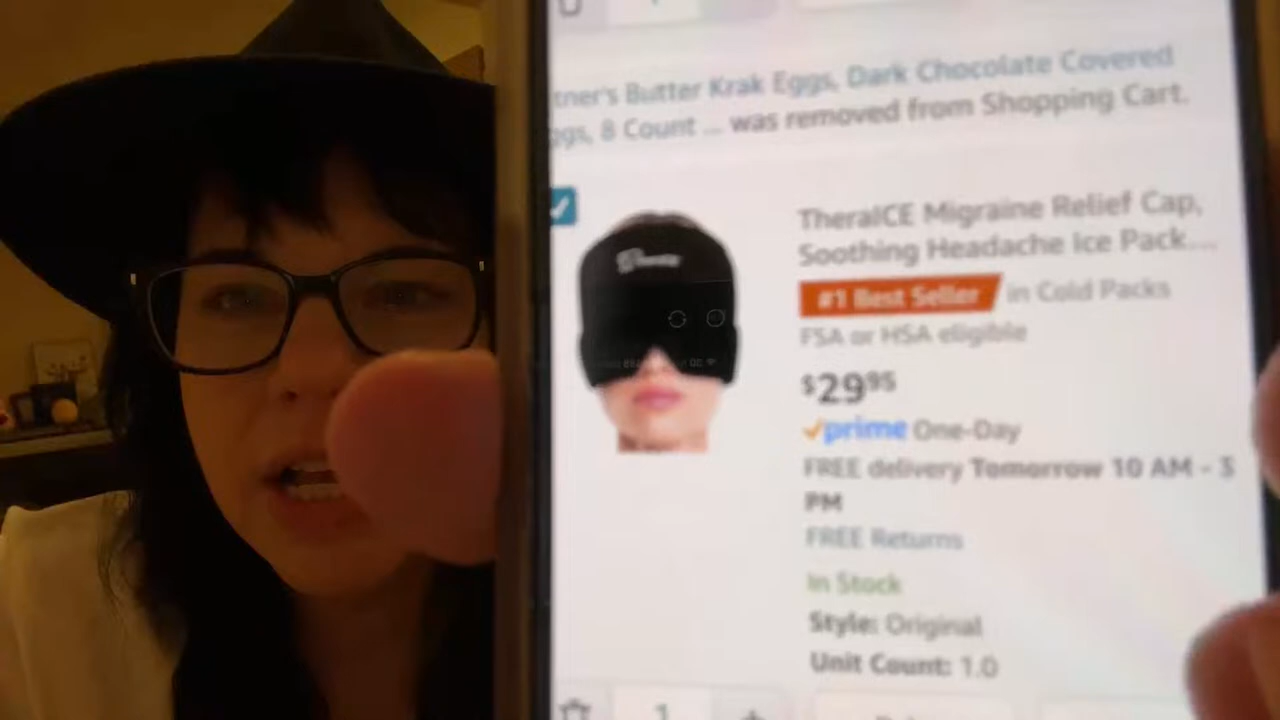 tner's Butter Krak Eggs, Dark Chocolate Covered
ggs, 8 Count ... was removed from Shopping Cart.
TheraICE Migraine Relief Cap,
Soothing Headache Ice Pack....
#1 Best Seller in Cold Packs
FSA or HSA eligible
$2995
prime One-Day
FREE delivery Tomorrow 10 AM - 3
PM
FREE Returns
In Stock
Style: Original
Unit Count: 1.0
1